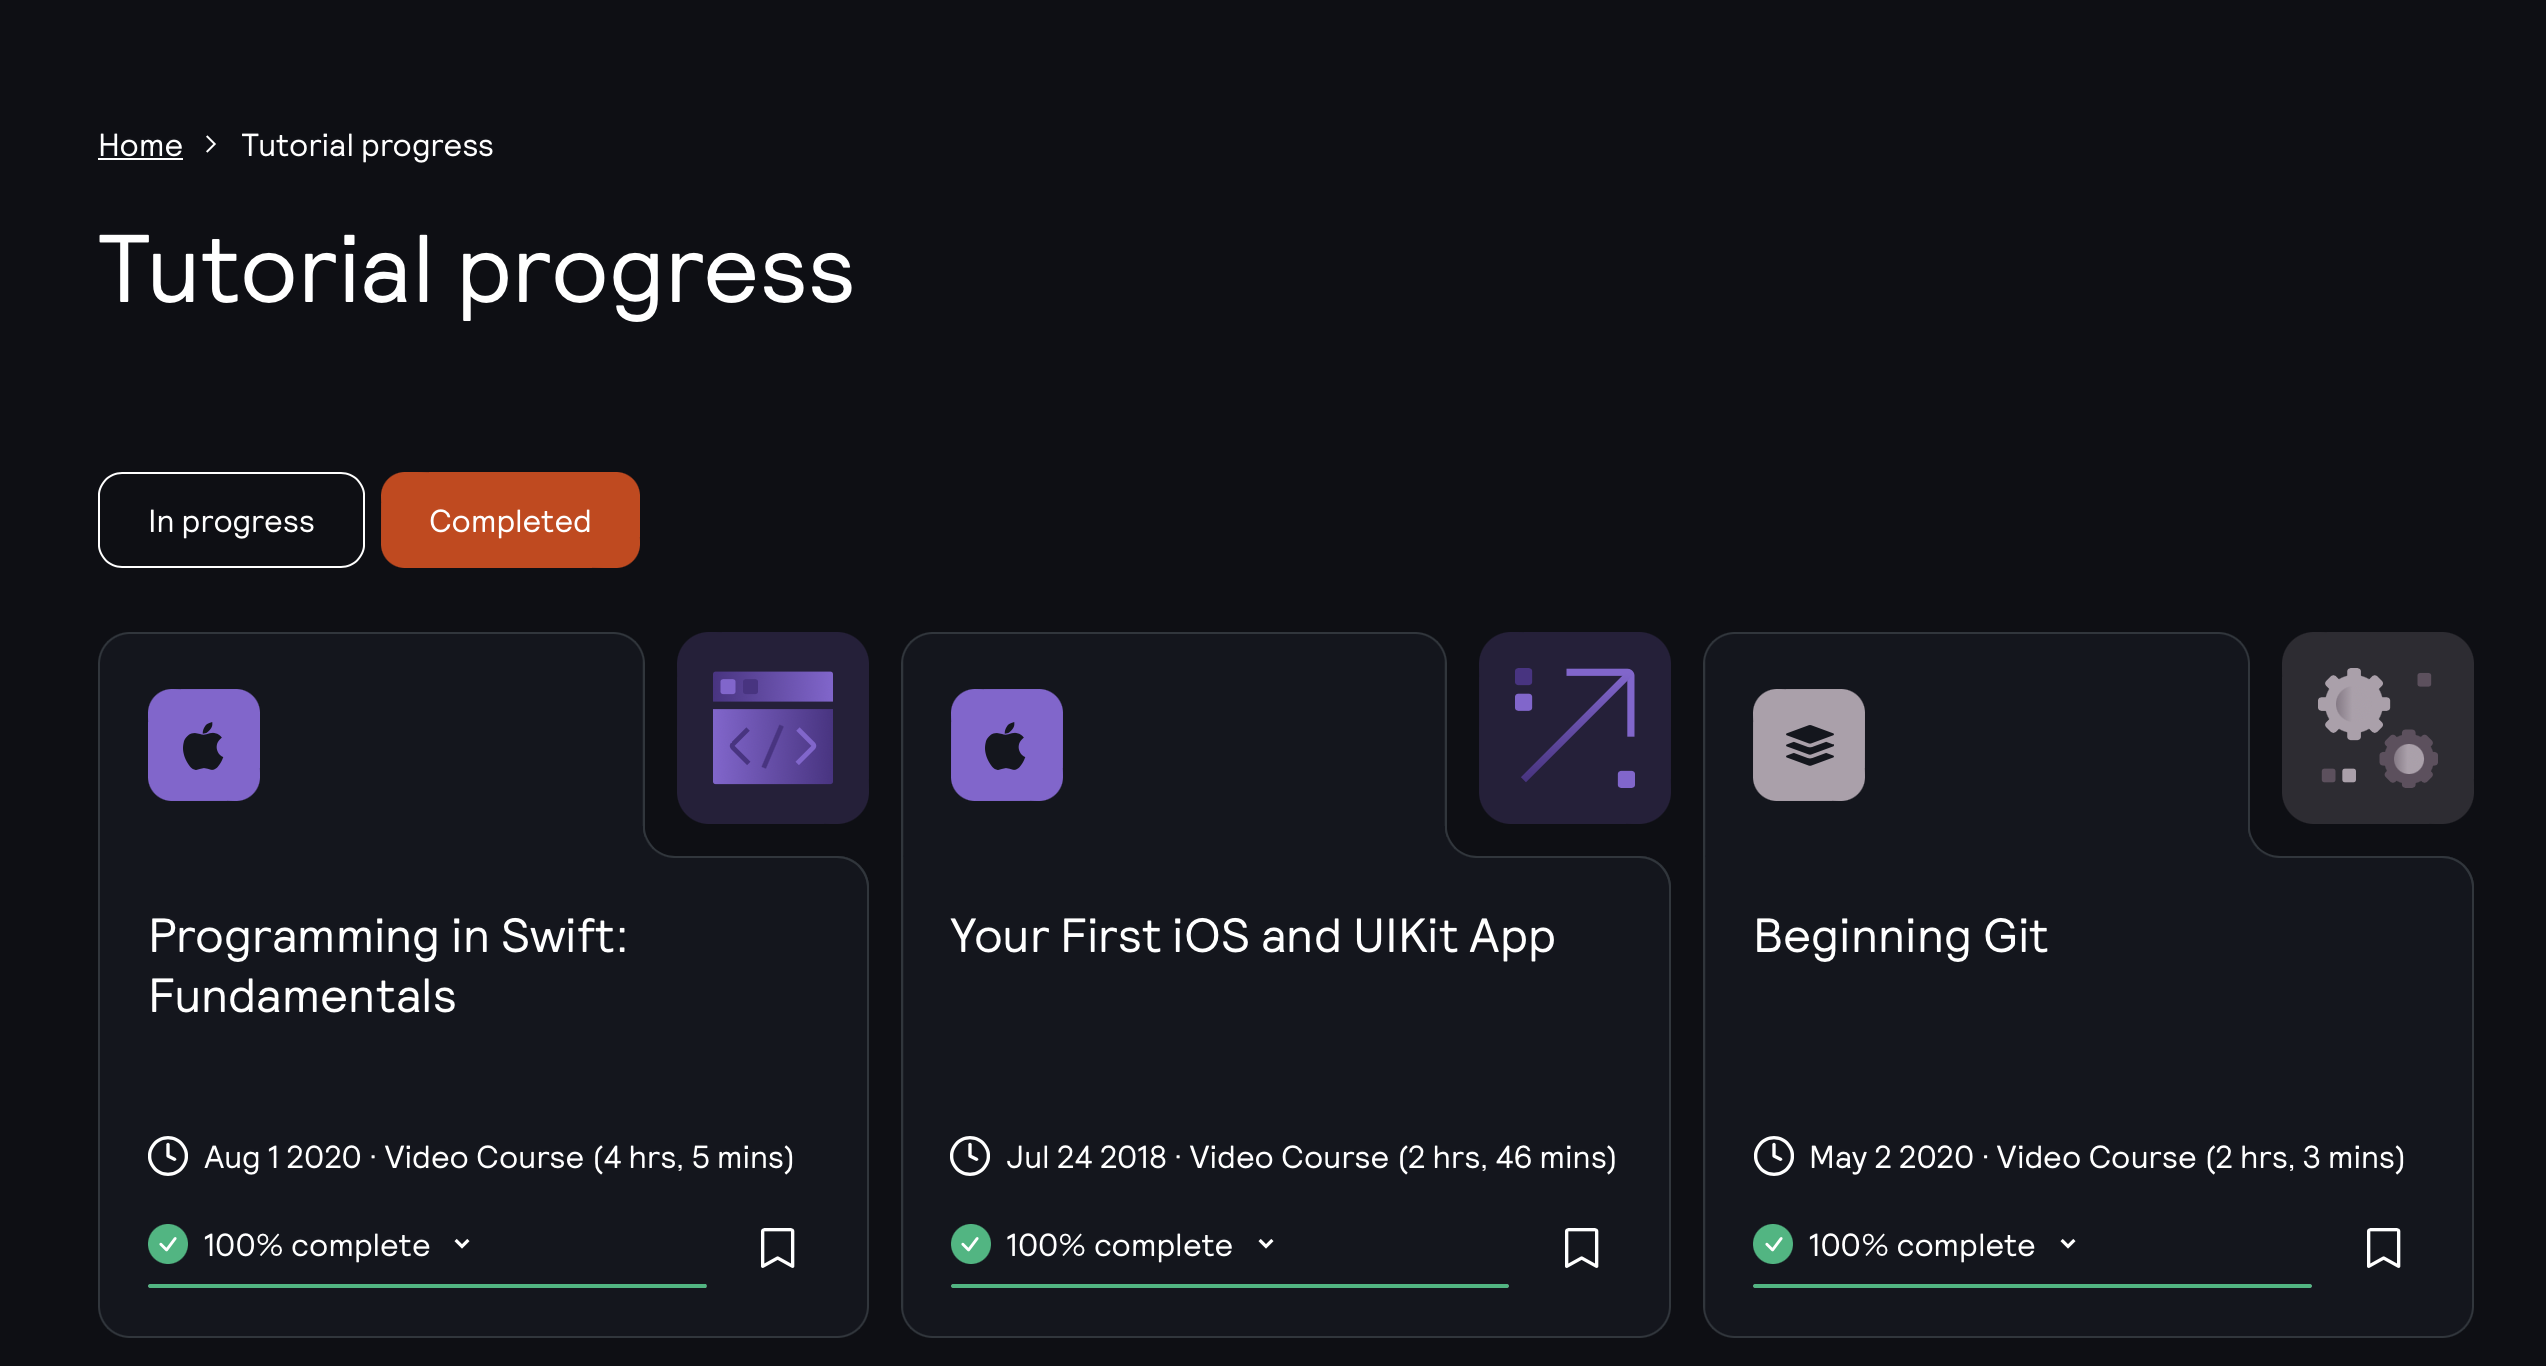 Home > Tutorial progress
Tutorial progress
In progress
Completed
Programming in Swift:
Fundamentals
Aug 1 2020 · Video Course (4 hrs, 5 mins)
100% complete
Your First iOS and UIKit App
Jul 24 2018 · Video Course (2 hrs, 46 mins)
100% complete
Beginning Git
May 2 2020 · Video Course (2 hrs, 3 mins)
100% complete